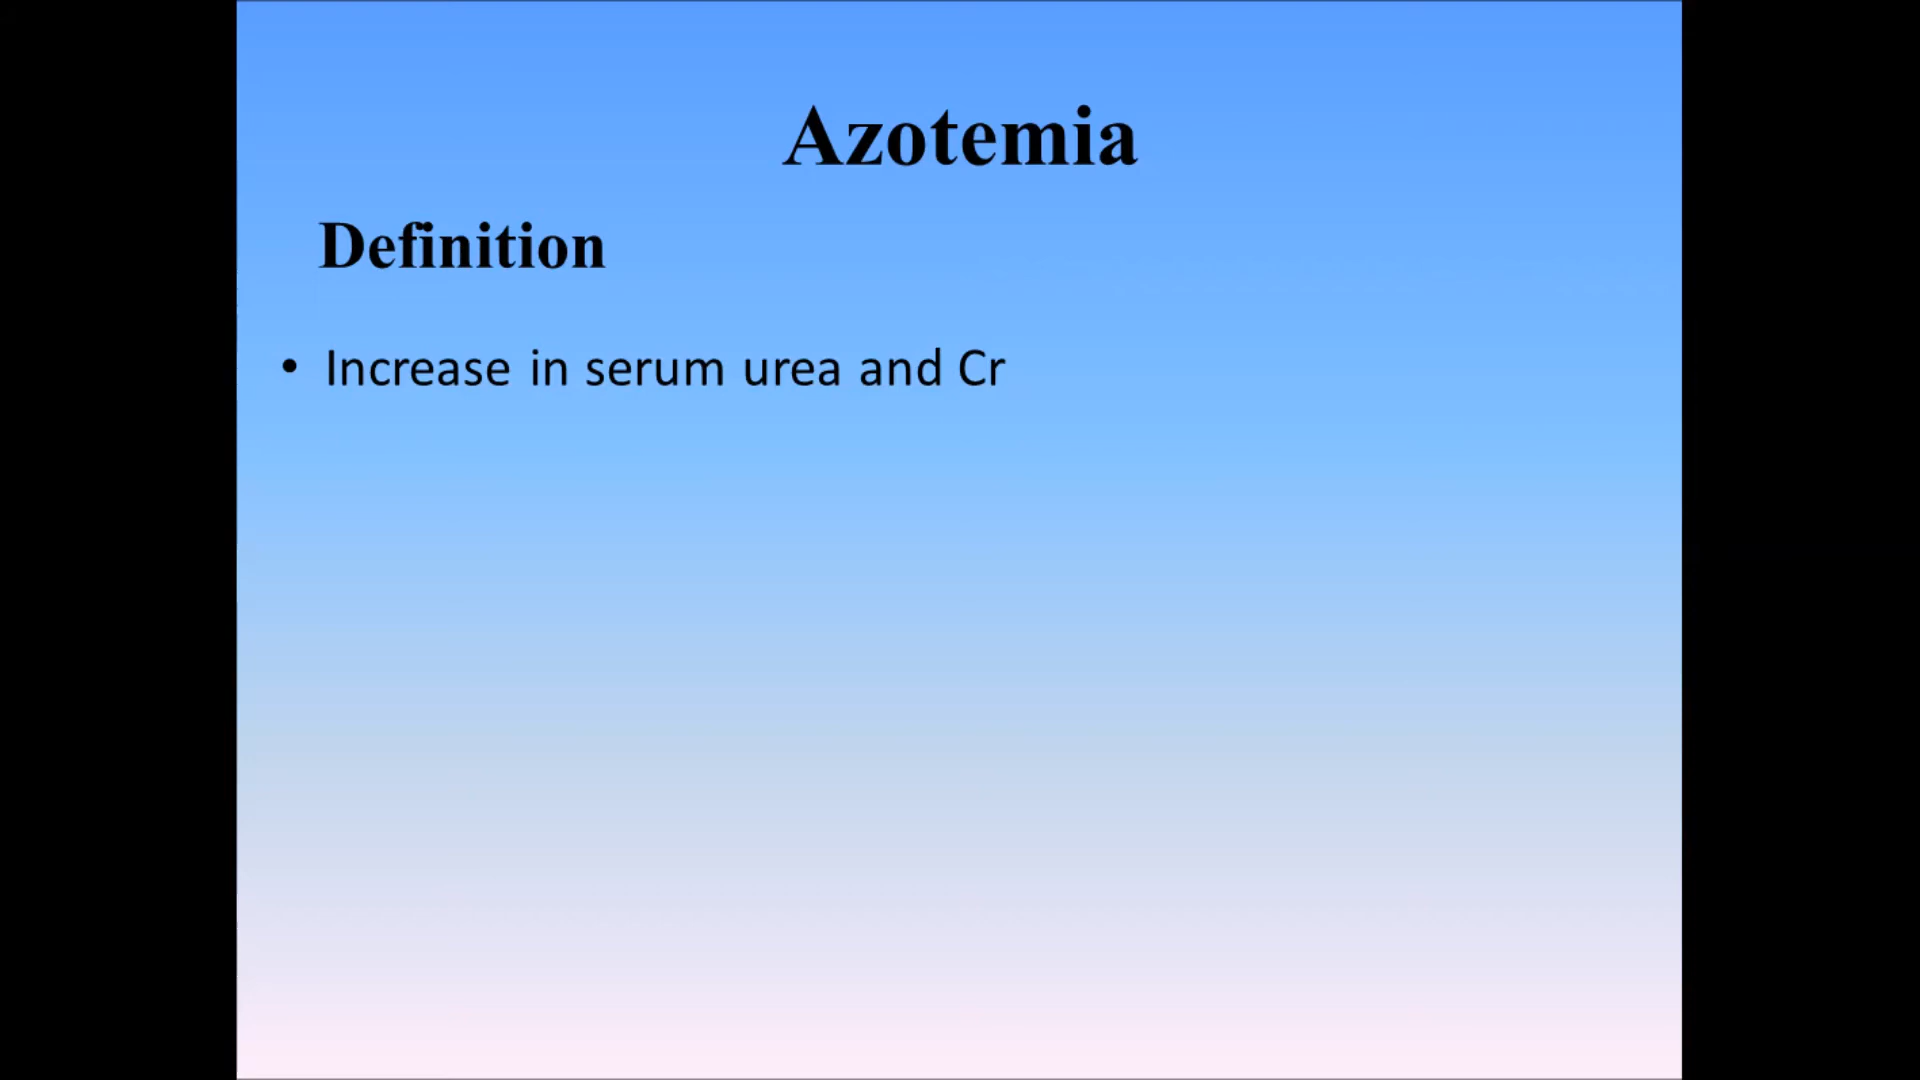 Azotemia
Definition
• Increase in serum urea and Cr